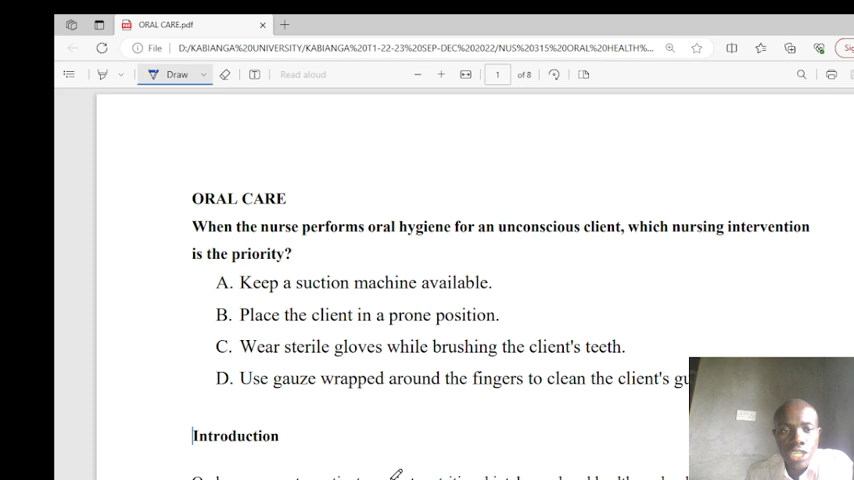 ORAL CARE.pdf
File D:/KABIANGA%20UNIVERSITY/KABIANGA%20T1-22-23%20SEP-DEC%202022/NUS%20315%20ORAL%20HEALTH%...
Draw Read aloud 1 of 8
ORAL CARE
When the nurse performs oral hygiene for an unconscious client, which nursing intervention
is the priority?
A. Keep a suction machine available.
B. Place the client in a prone position.
C. Wear sterile gloves while brushing the client's teeth.
D. Use gauze wrapped around the fingers to clean the client's
Introduction